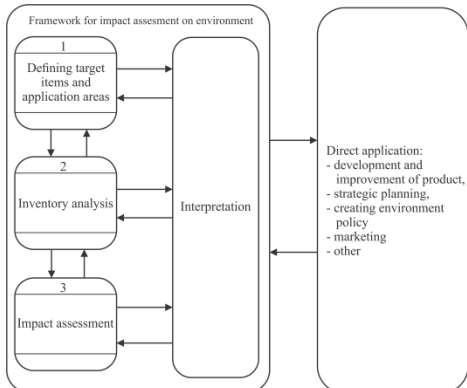 Framework for impact assesment on environment
1
Defining target
items and
application areas
2
Inventory analysis
3
Impact assessment
Interpretation
Direct application:
- development and
improvement of product,
- strategic planning,
- creating environment
policy
- marketing
- other